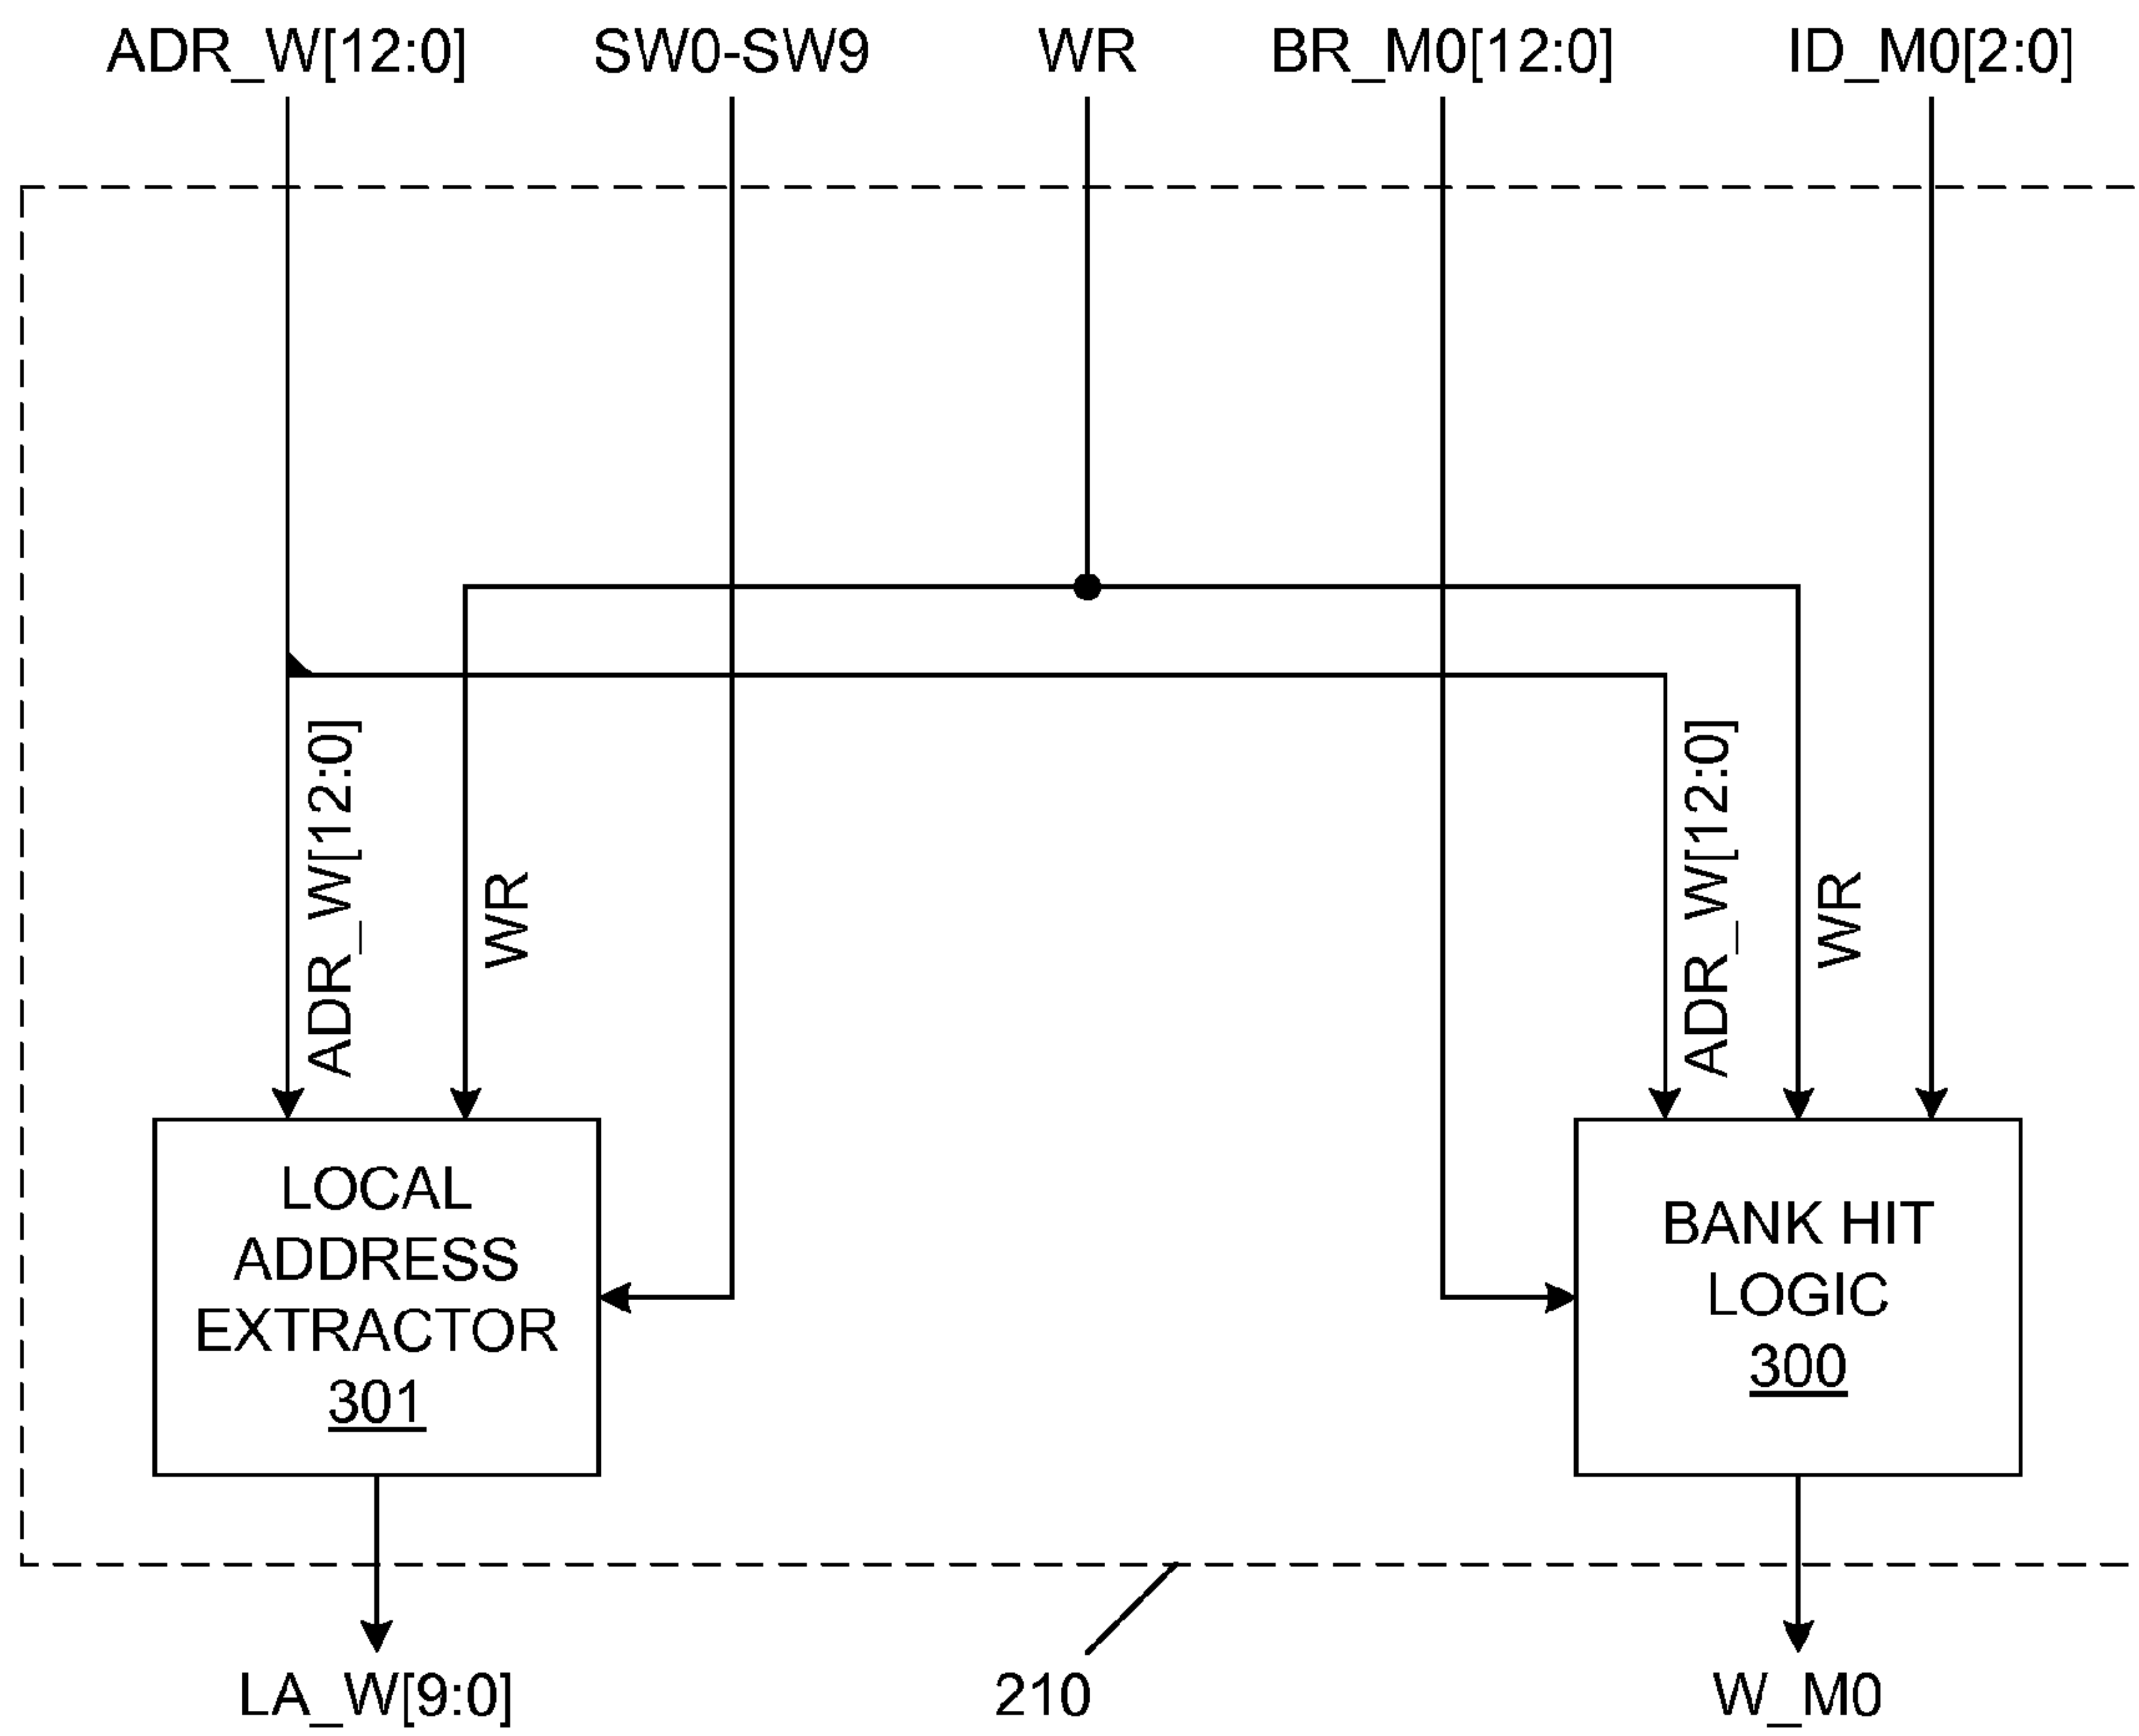 ADR_W[12:0] SW0-SW9 WR BR_M0[12:0] ID_M0[2:0]
ADR_W[12:0]
WR
ADR_W[12:0]
WR
LOCAL
ADDRESS
EXTRACTOR
301
BANK HIT
LOGIC
300
LA_W[9:0] 210 W_M0